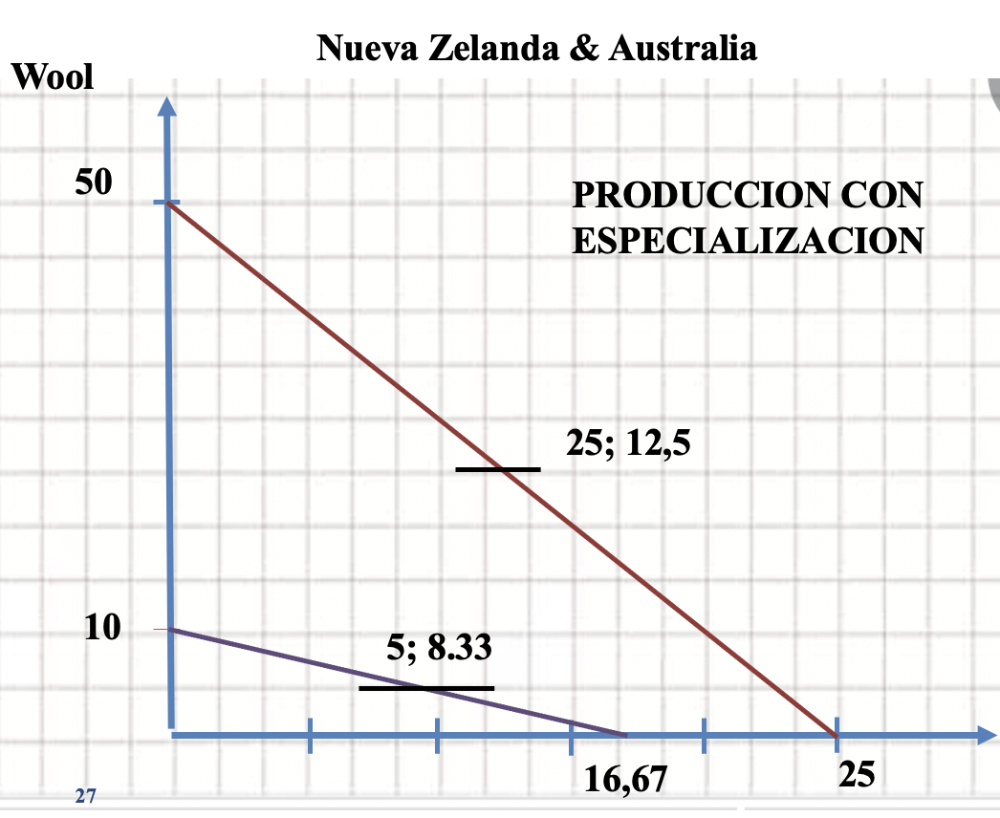 Nueva Zelanda & Australia
Wool
50
PRODUCCION CON
ESPECIALIZACION
25; 12,5
10
5; 8.33
16,67
25
27